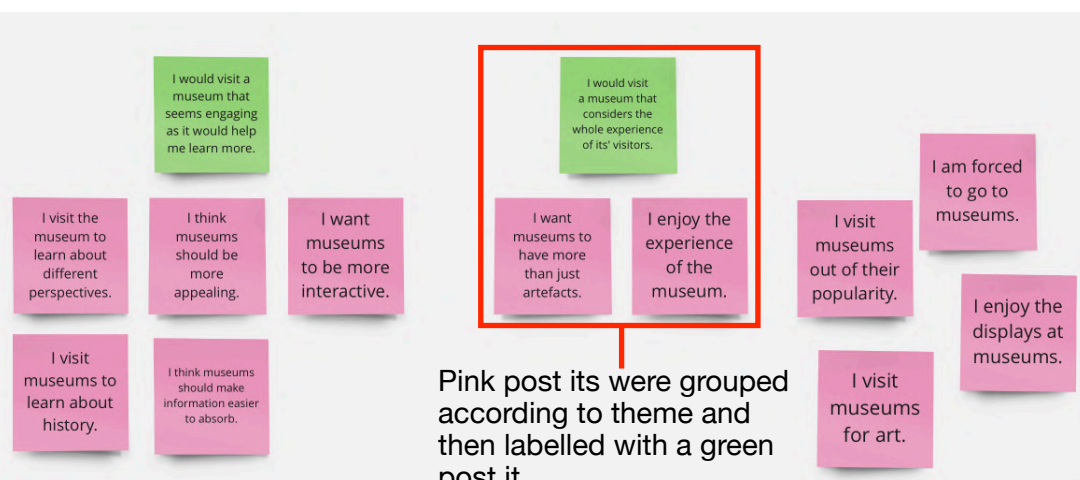 I would visit a
museum that
seems engaging
as it would help
me learn more.
I visit the
museum to
learn about
different
perspectives.
I think
museums
should be
more
appealing.
I want
museums
to be more
interactive.
I visit
museums to
learn about
history.
I think museums
should make
information easier
to absorb.
I would visit
a museum that
considers the
whole experience
of its' visitors.
I want
museums to
have more
than just
artefacts.
I enjoy the
experience
of the
museum.
Pink post its were grouped
according to theme and
then labelled with a green
post it
I am forced
to go to
museums.
I visit
museums
out of their
popularity.
I enjoy the
displays at
museums.
I visit
museums
for art.